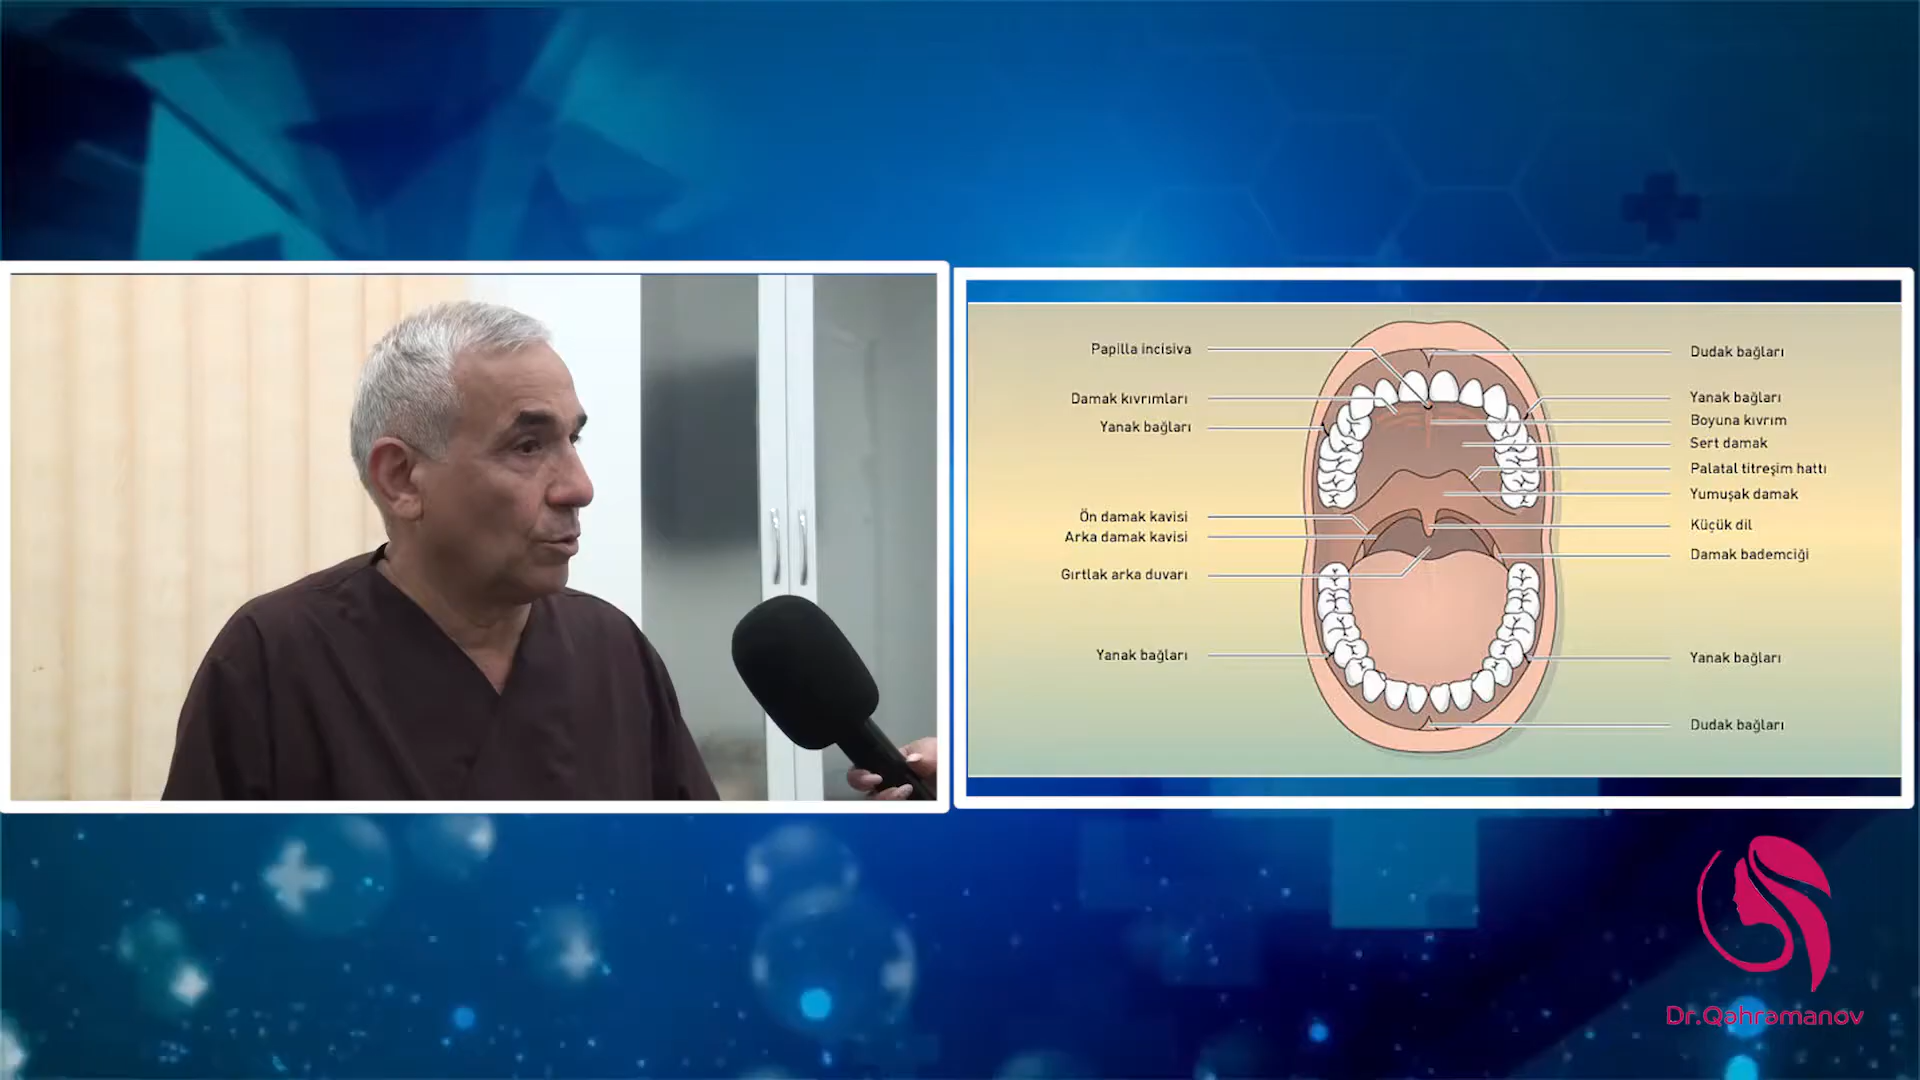 Papilla incisiva
Damak kıvrımları
Yanak bağları
Ön damak kavisi
Arka damak kavisi
Gırtlak arka duvarı
Yanak bağları
Dudak bağları
Yanak bağları
Boyuna kıvrım
Sert damak
Palatal titreşim hattı
Yumuşak damak
Küçük dil
Damak bademciği
Yanak bağları
Dudak bağları
Dr.Qəhrəmanov